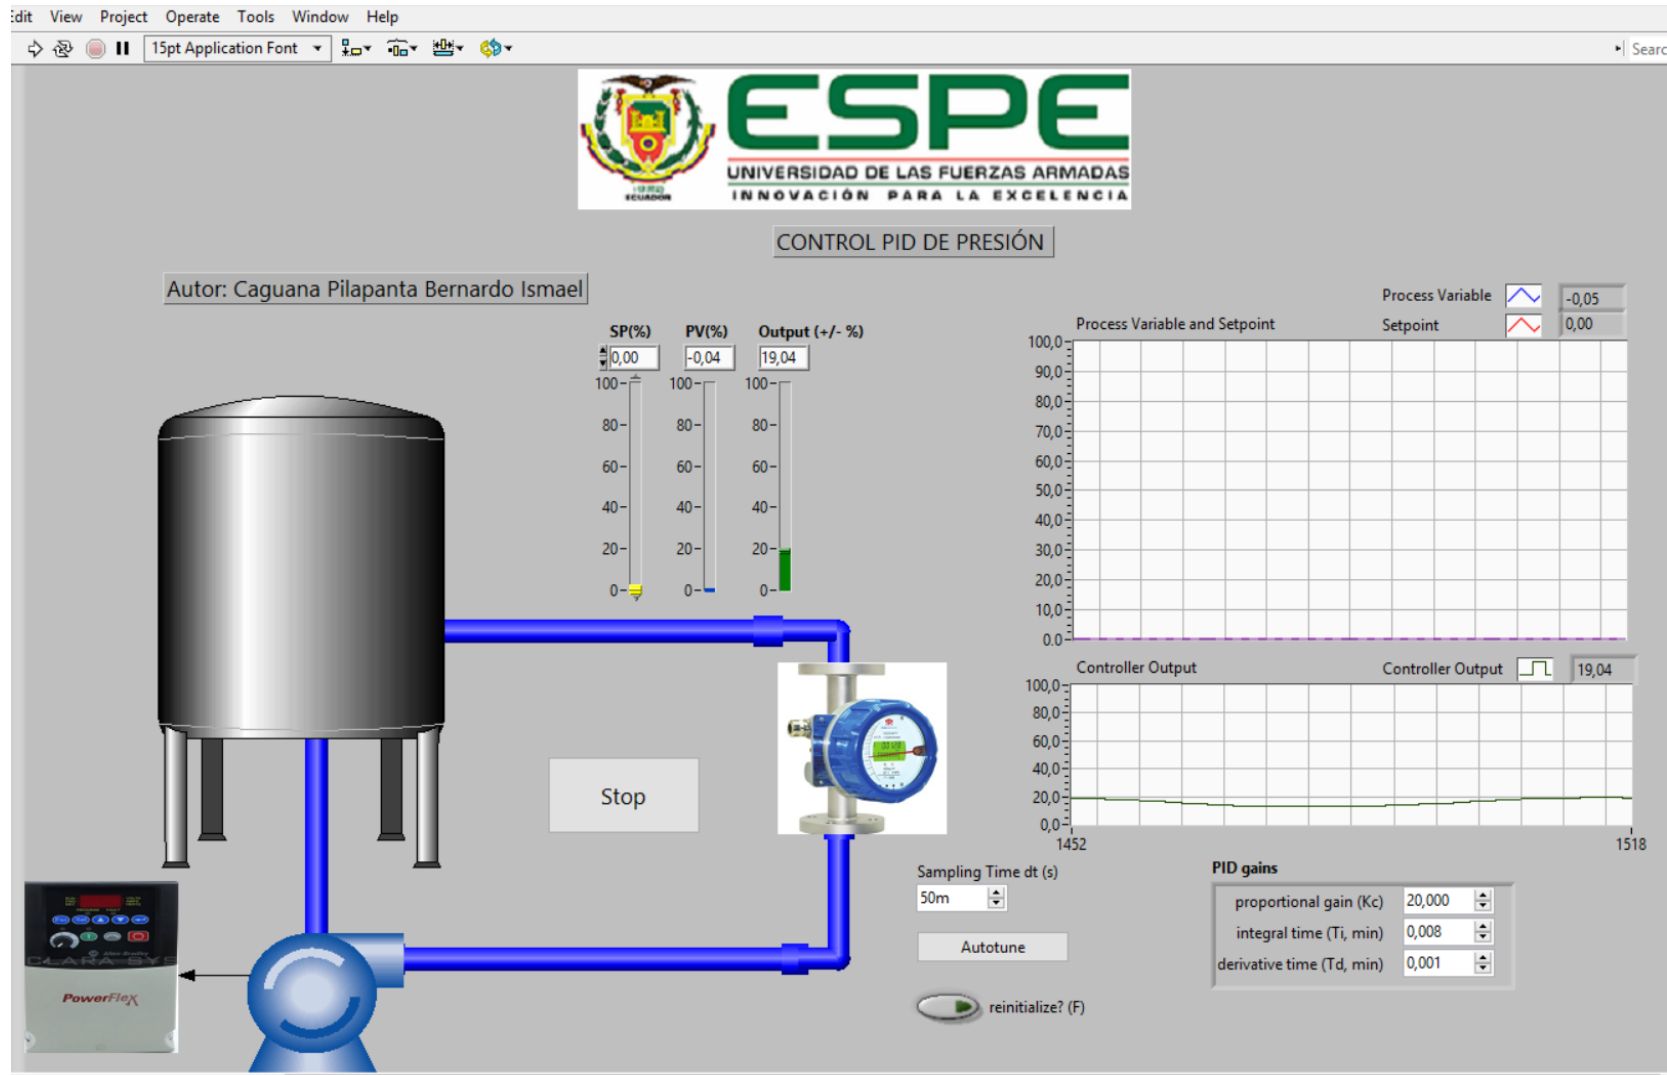 Edit View Project Operate Tools Window Help
15pt Application Font
Searc
ESPE
UNIVERSIDAD DE LAS FUERZAS ARMADAS
INNOVACIÓN PARA LA EXCELENCIA
ECUADOR
CONTROL PID DE PRESIÓN
Autor: Caguana Pilapanta Bernardo Ismael
SP(%) PV(%) Output (+/- %)
0,00 -0,04 19,04
100 100 100
80 80 80
60 60 60
40 40 40
20 20 20
0 0 0
Process Variable -0,05
Process Variable and Setpoint Setpoint 0,00
100,0
90,0
80,0
70,0
60,0
50,0
40,0
30,0
20,0
10,0
0.0
Controller Output Controller Output 19,04
100,0
80,0
60,0
40,0
20,0
0,0
1452 1518
Stop
Sampling Time dt (s)
50m
Autotune
reinitialize? (F)
PID gains
proportional gain (Kc) 20,000
integral time (Ti, min) 0,008
derivative time (Td, min) 0,001
CLARA SYS
PowerFlex